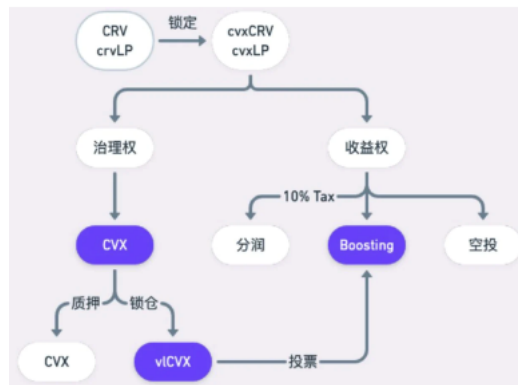 CRV
crvLP
锁定
cvxCRV
cvxLP
治理权
收益权
10% Tax
CVX
分润
Boosting
空投
质押
锁仓
CVX
vlCVX
投票